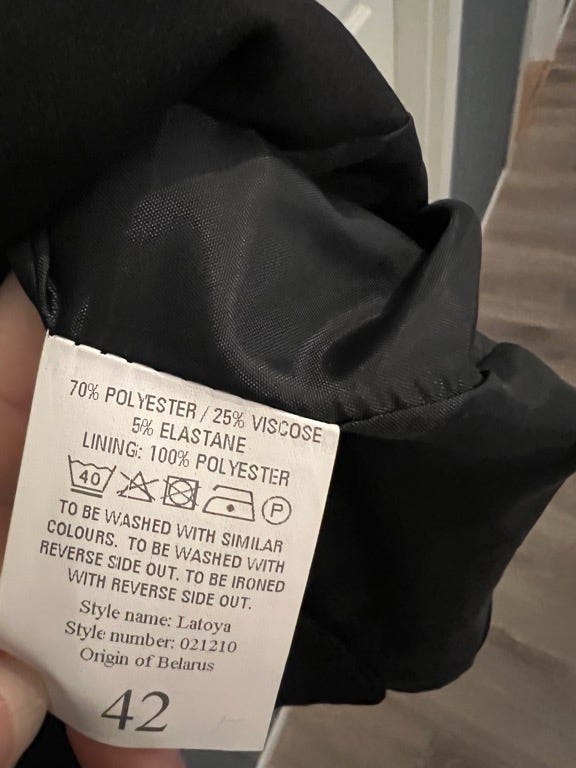 70% POLYESTER / 25% VISCOSE
5% ELASTANE
LINING: 100% POLYESTER
40 P
TO BE WASHED WITH SIMILAR
COLOURS. TO BE WASHED WITH
REVERSE SIDE OUT. TO BE IRONED
WITH REVERSE SIDE OUT.
Style name: Latoya
Style number: 021210
Origin of Belarus
42